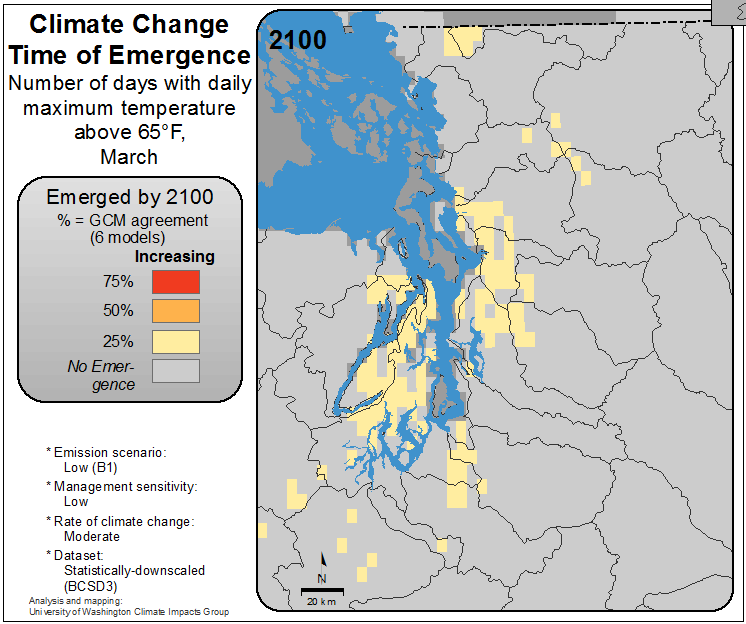 Climate Change
Time of Emergence
Number of days with daily
maximum temperature
above 65°F,
March
Emerged by 2100
% = GCM agreement
(6 models)
Increasing
75%
50%
25%
No Emer-
gence
* Emission scenario:
Low (B1)
* Management sensitivity:
Low
* Rate of climate change:
Moderate
* Dataset:
Statistically-downscaled
(BCSD3)
Analysis and mapping:
University of Washington Climate Impacts Group
2100
N
20 km